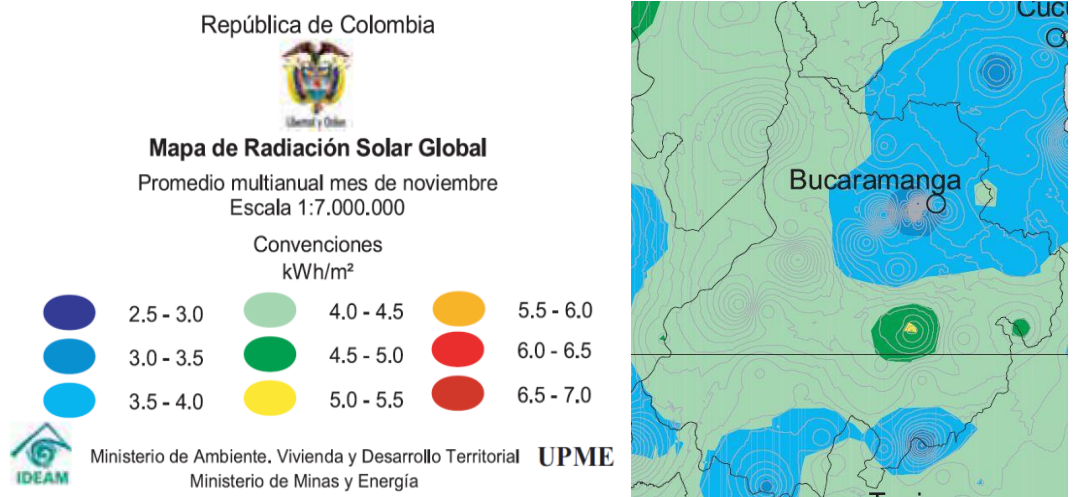 República de Colombia
Libertad y Orden
Mapa de Radiación Solar Global
Promedio multianual mes de noviembre
Escala 1:7.000.000
Convenciones
kWh/m²
2.5 - 3.0 4.0 - 4.5 5.5 - 6.0
3.0 - 3.5 4.5 - 5.0 6.0 - 6.5
3.5 - 4.0 5.0 - 5.5 6.5 - 7.0
IDEAM
Ministerio de Ambiente, Vivienda y Desarrollo Territorial UPME
Ministerio de Minas y Energía
Cucu
Bucaramanga